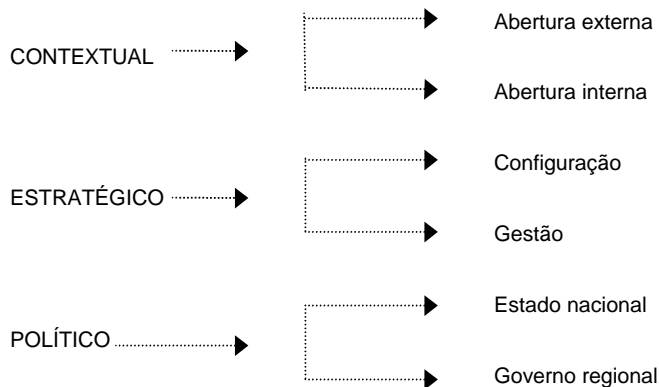 Abertura externa
CONTEXTUAL
Abertura interna
Configuração
ESTRATÉGICO
Gestão
Estado nacional
POLÍTICO
Governo regional